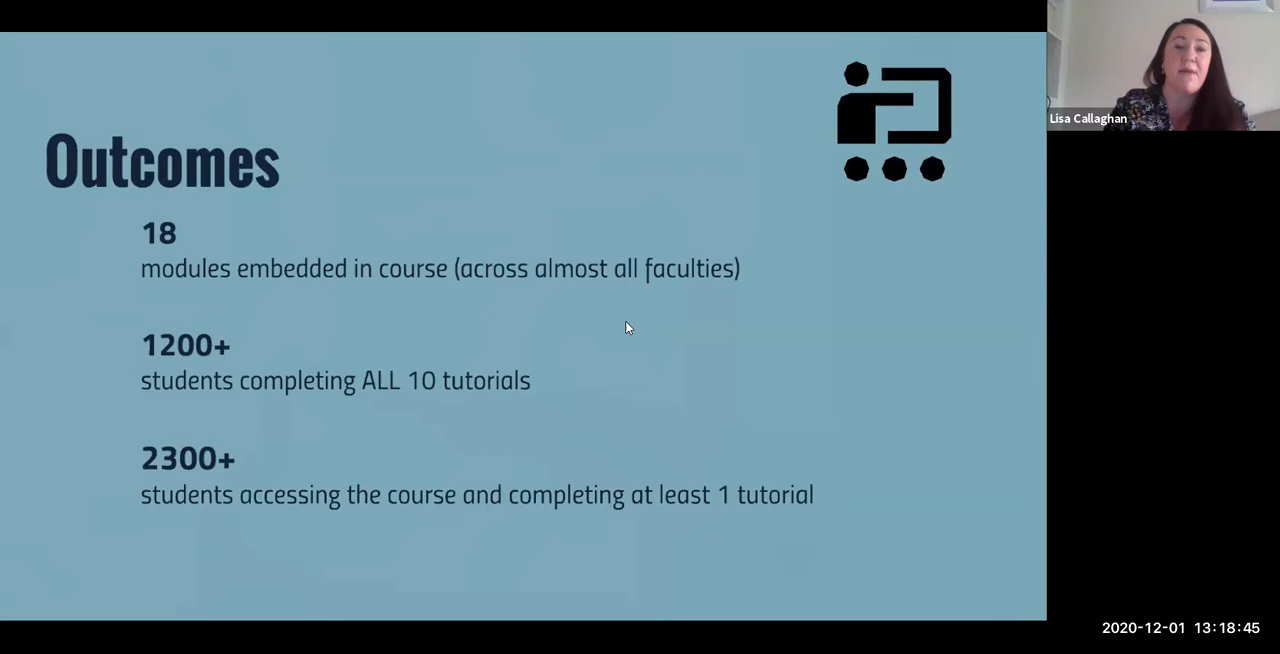 Outcomes
18
modules embedded in course (across almost all faculties)
1200+
students completing ALL 10 tutorials
2300+
students accessing the course and completing at least 1 tutorial
Lisa Callaghan
2020-12-01 13:18:45